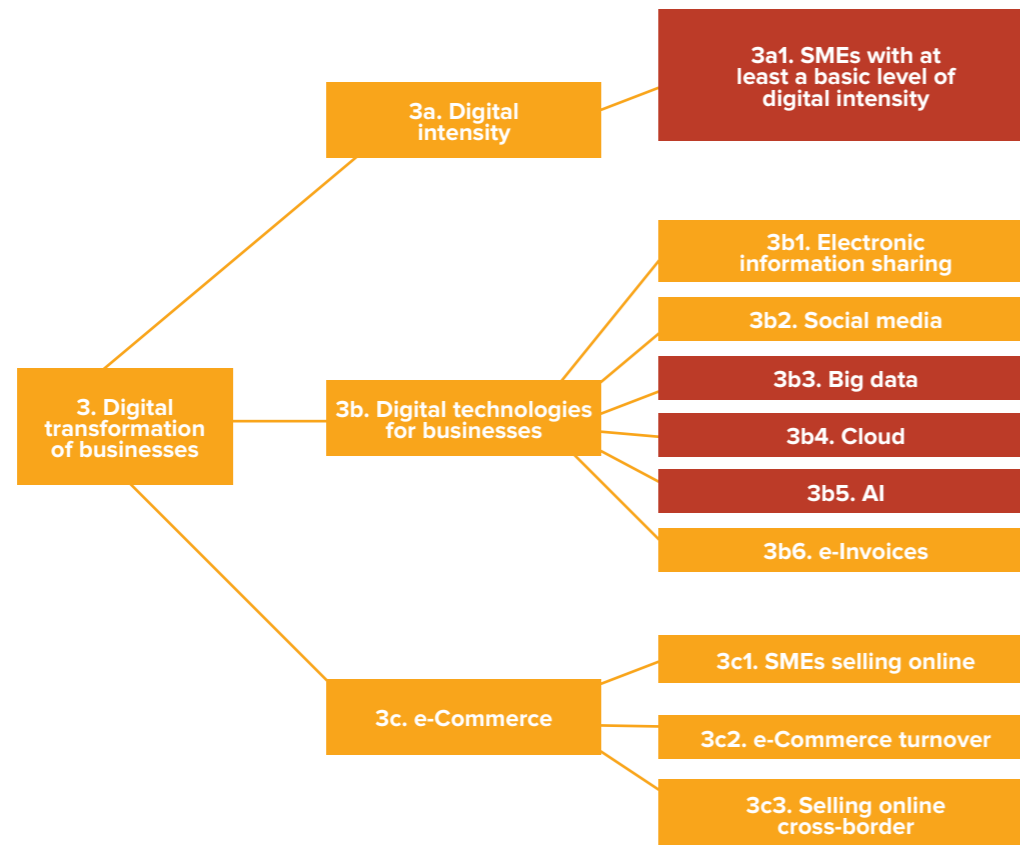 3a1. SMEs with at
least a basic level of
digital intensity
3a. Digital
intensity
3b1. Electronic
information sharing
3b2. Social media
3b3. Big data
3. Digital
transformation
of businesses
3b. Digital technologies
for businesses
3b4. Cloud
3b5. AI
3b6. e-Invoices
3c1. SMEs selling online
3c. e-Commerce
3c2. e-Commerce turnover
3c3. Selling online
cross-border